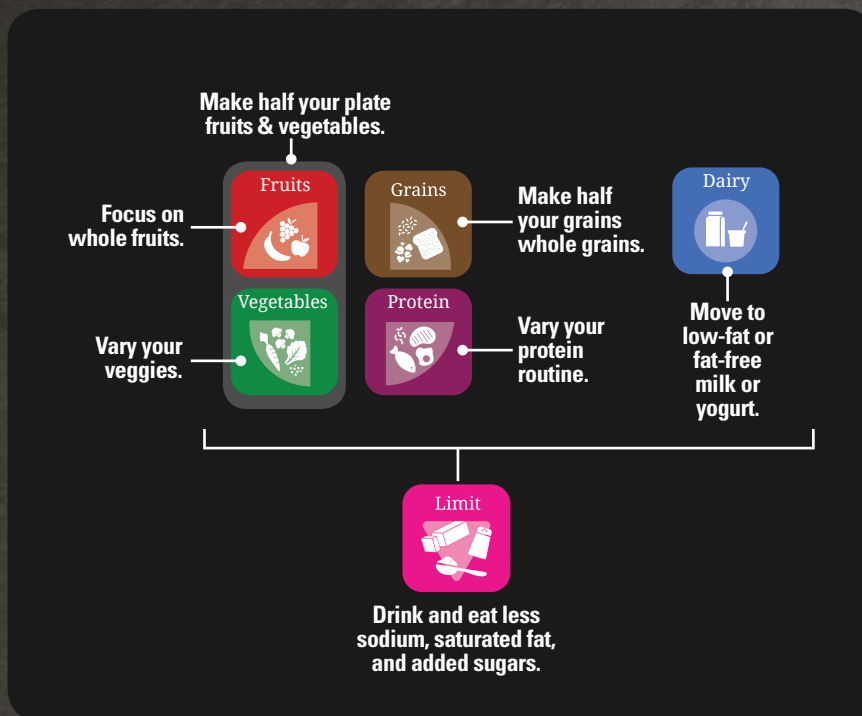 Make half your plate
fruits & vegetables.
Fruits
Focus on
whole fruits.
Grains
Make half
your grains
whole grains.
Dairy
Move to
low-fat or
fat-free
milk or
yogurt.
Vegetables
Vary your
veggies.
Protein
Vary your
protein
routine.
Limit
Drink and eat less
sodium, saturated fat,
and added sugars.